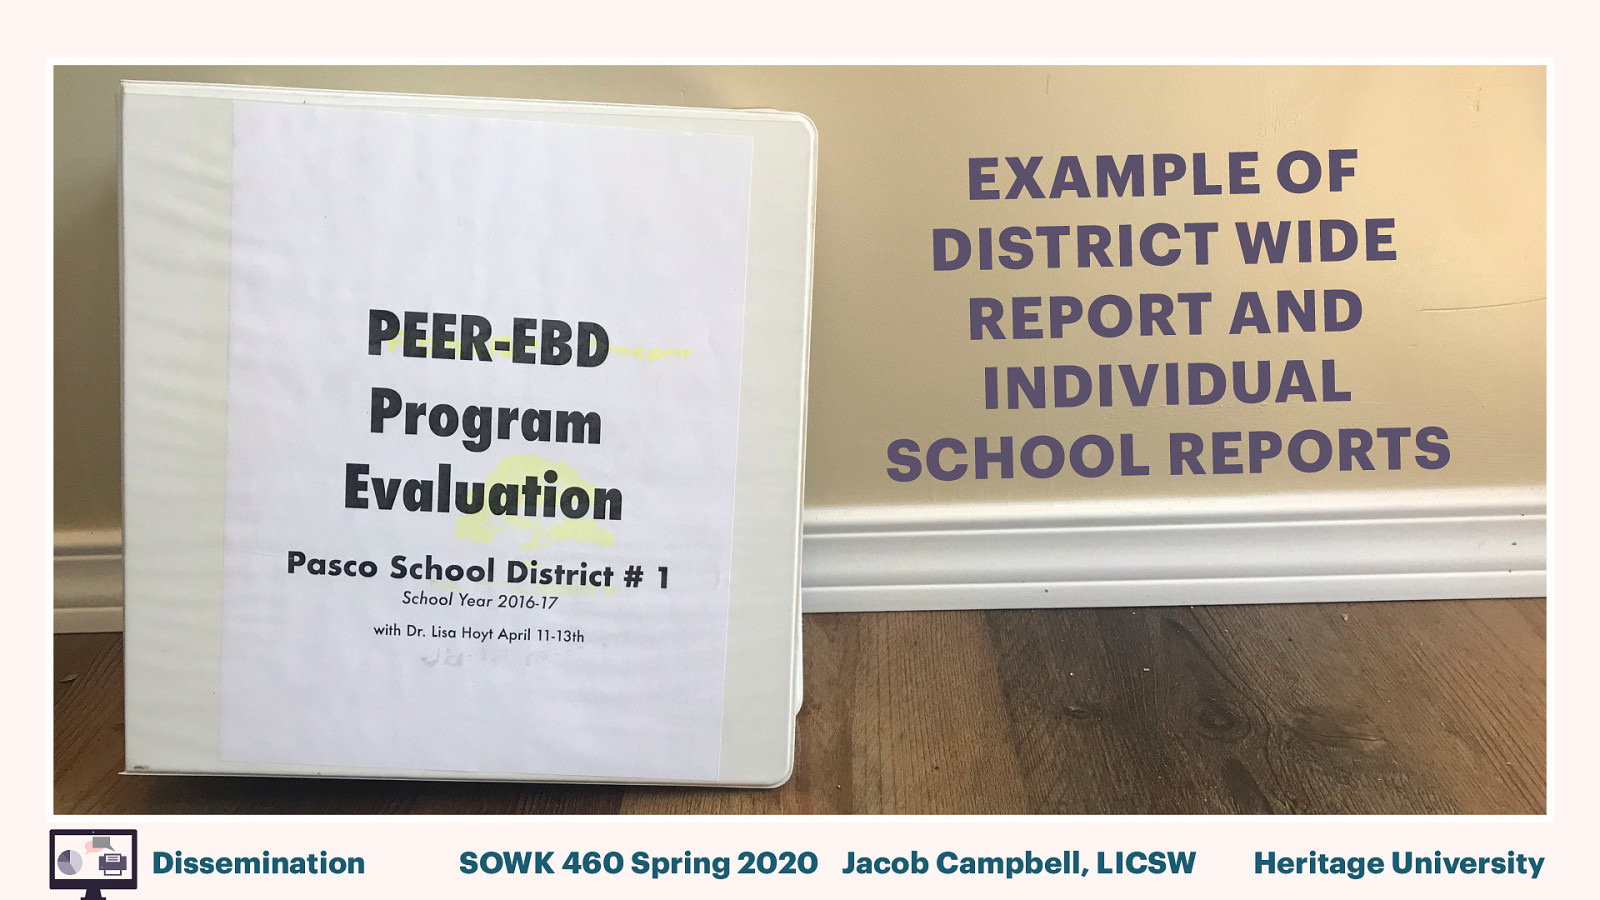 PEER-EBD
Program
Evaluation
Pasco School District # 1
School Year 2016-17
with Dr. Lisa Hoyt April 11-13th
EXAMPLE OF
DISTRICT WIDE
REPORT AND
INDIVIDUAL
SCHOOL REPORTS
Dissemination
SOWK 460 Spring 2020
Jacob Campbell, LICSW
Heritage University